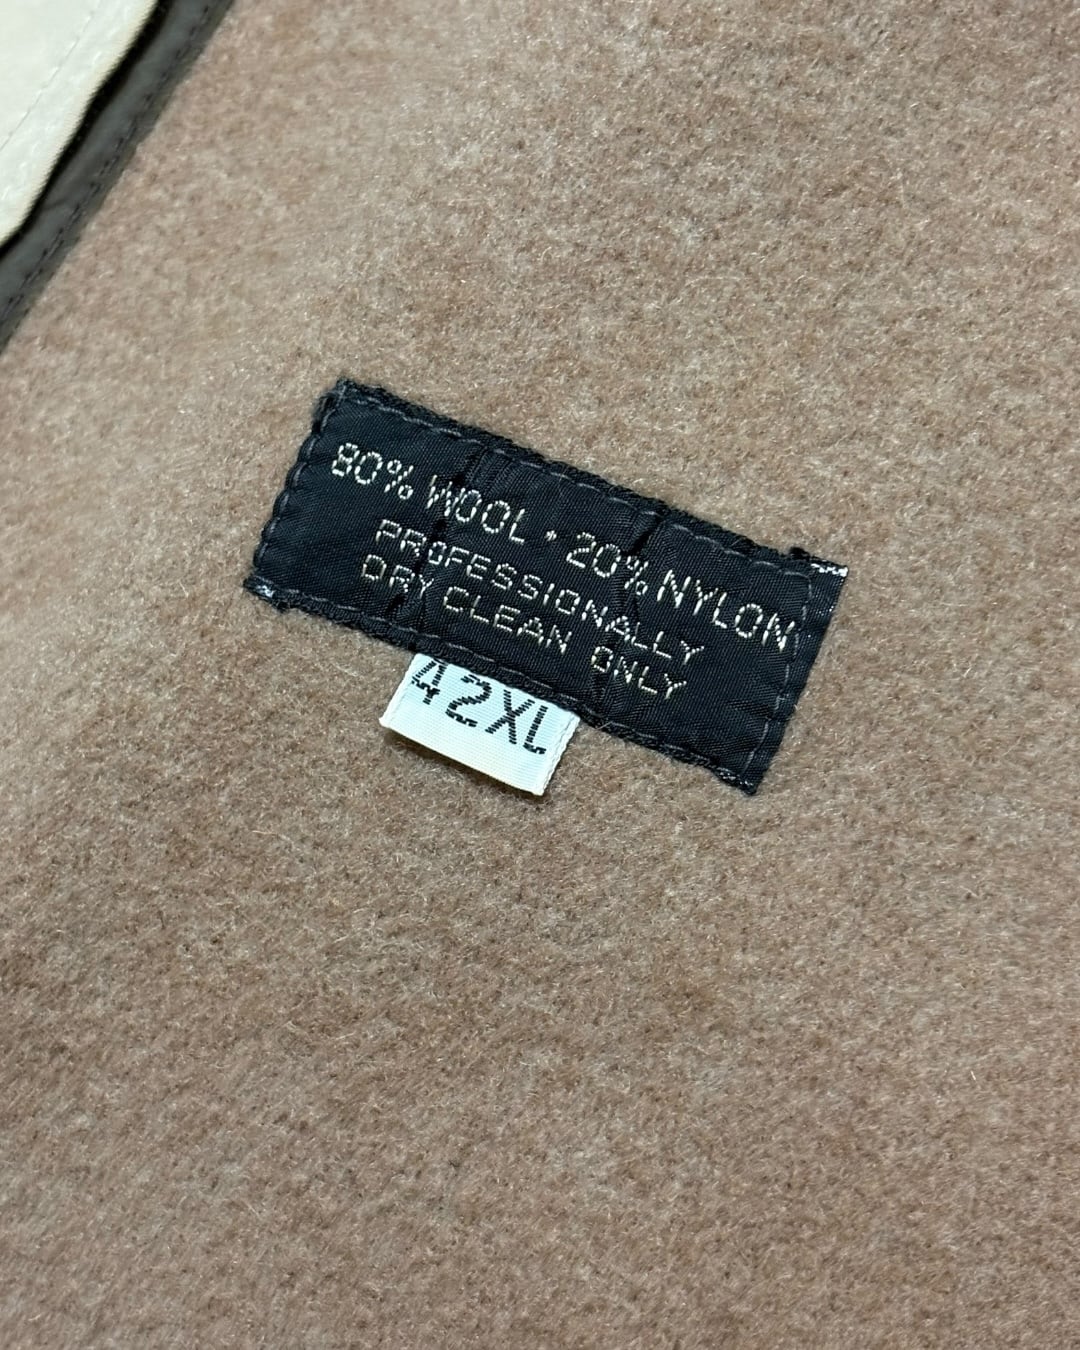 80% WOOL • 20% NYLON
PROFESSIONALLY
DRY CLEAN ONLY
42XL